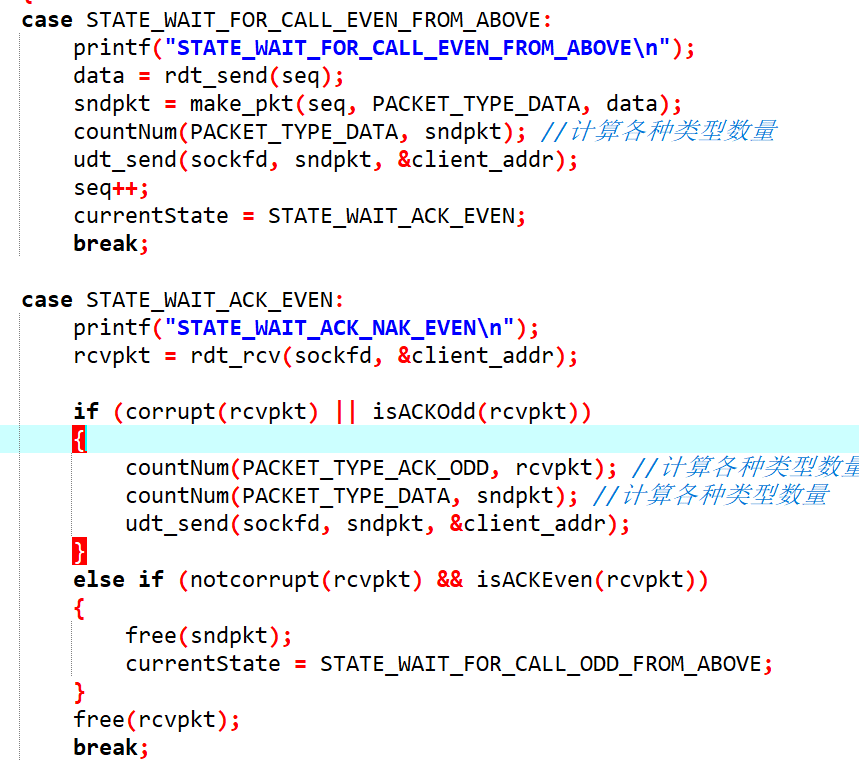 case STATE_WAIT_FOR_CALL_EVEN_FROM_ABOVE:
printf("STATE_WAIT_FOR_CALL_EVEN_FROM_ABOVE\n");
data = rdt_send(seq);
sndpkt = make_pkt(seq, PACKET_TYPE_DATA, data);
countNum(PACKET_TYPE_DATA, sndpkt); //计算各种类型数量
udt_send(sockfd, sndpkt, &client_addr);
seq++;
currentState = STATE_WAIT_ACK_EVEN;
break;
case STATE_WAIT_ACK_EVEN:
printf("STATE_WAIT_ACK_NAK_EVEN\n");
rcvpkt = rdt_rcv(sockfd, &client_addr);
if (corrupt(rcvpkt) || isACKOdd(rcvpkt))
{
countNum(PACKET_TYPE_ACK_ODD, rcvpkt); //计算各种类型数量
countNum(PACKET_TYPE_DATA, sndpkt); //计算各种类型数量
udt_send(sockfd, sndpkt, &client_addr);
}
else if (notcorrupt(rcvpkt) && isACKEven(rcvpkt))
{
free(sndpkt);
currentState = STATE_WAIT_FOR_CALL_ODD_FROM_ABOVE;
}
free(rcvpkt);
break;